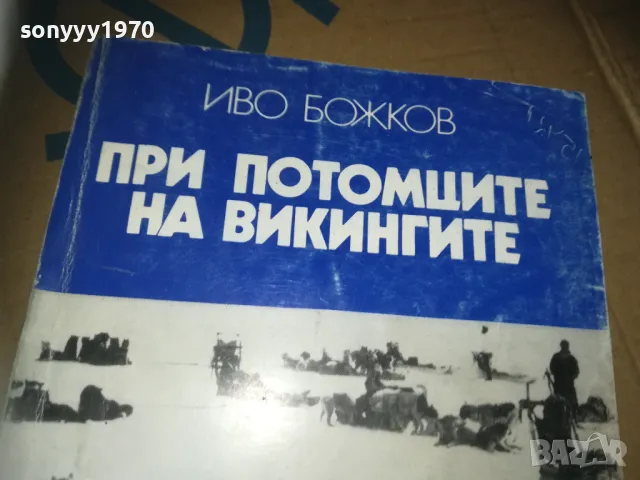 sonyyy1970
ИВО БОЖКОВ
ПРИ ПОТОМЦИТЕ
НА ВИКИНГИТЕ
bazar